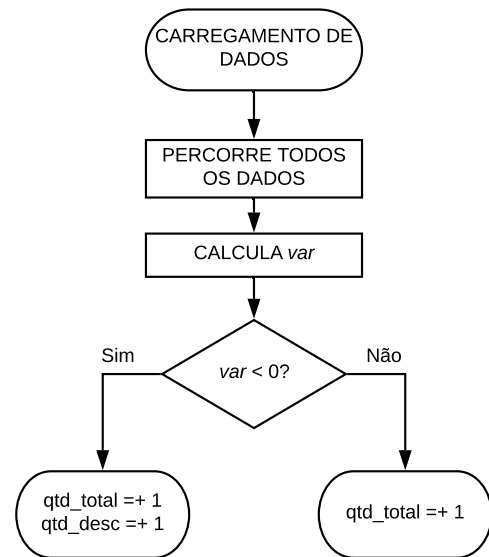 CARREGAMENTO DE
DADOS
PERCORRE TODOS
OS DADOS
CALCULA var
var < 0?
Sim
Não
qtd_total =+ 1
qtd_desc =+ 1
qtd_total =+ 1